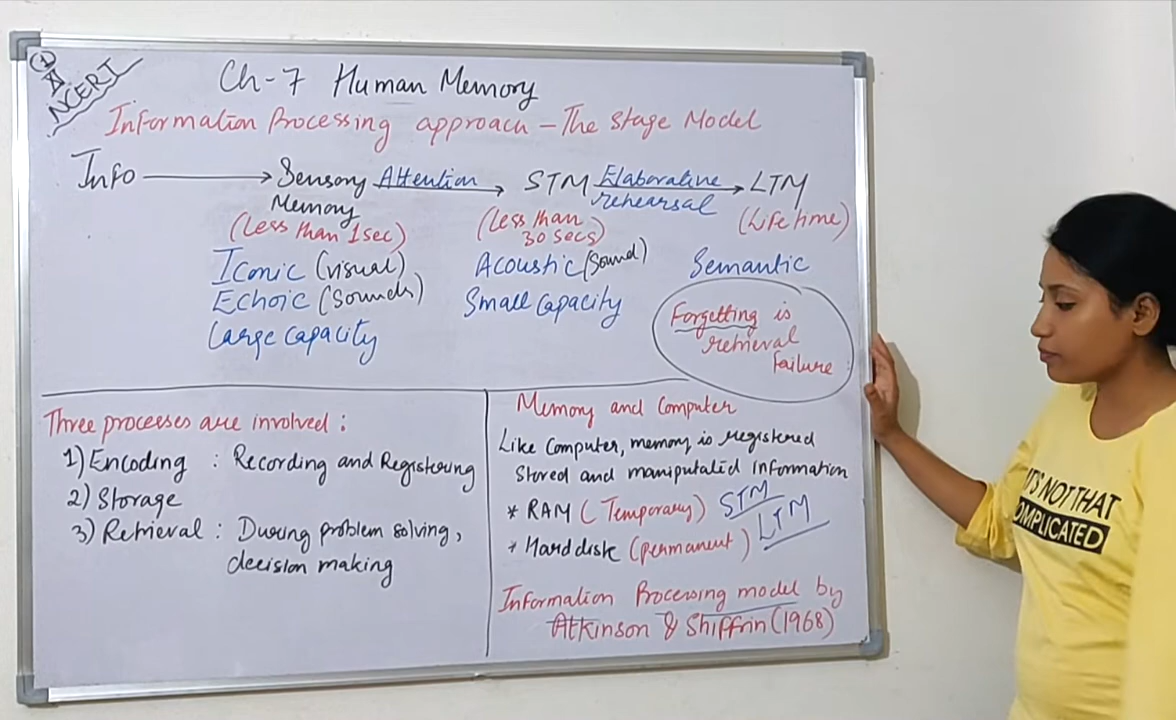 ① XI NCERT
Ch-7 Human Memory
Information Processing approach - The Stage Model
Info → Sensory Memory Attention → STM Elaborative rehearsal → LTM
(Less than 1sec) (less than 30 secs) (Life time)
Iconic (visual) Acoustic (Sound) Semantic
Echoic (Sounds) Small Capacity
Large capacity
Forgetting is
retrieval
failure
Three processes are involved :
1) Encoding : Recording and Registering
2) Storage
3) Retrieval : During problem solving,
decision making
Memory and Computer
Like Computer, memory is registered
Stored and manipulated information
* RAM (Temporary) STM
* Hard disk (permanent) LTM
Information Processing model by
Atkinson & Shiffrin (1968)
IT'S NOT THAT
COMPLICATED